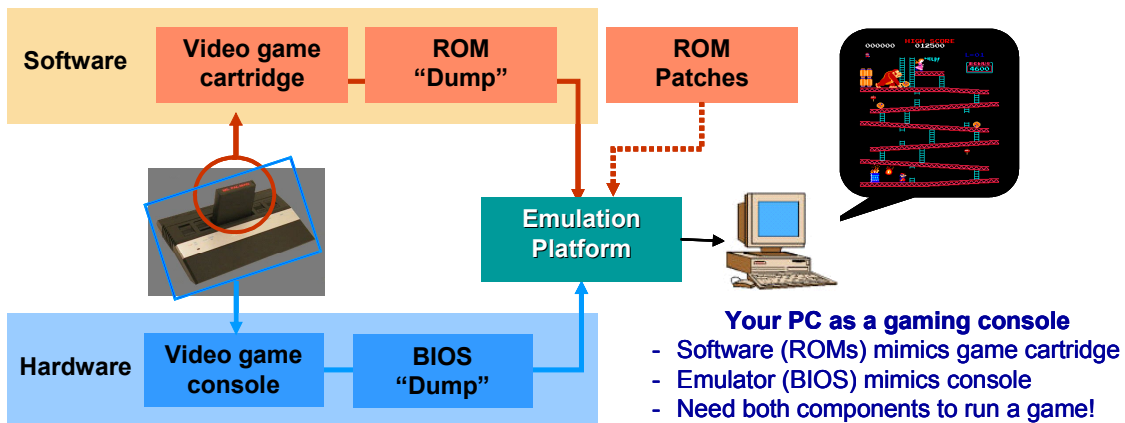 Software
Video game
cartridge
ROM
“Dump”
ROM
Patches
HIGH SCORE
000000 012500
4600
Emulation
Platform
Hardware
Video game
console
BIOS
“Dump”
Your PC as a gaming console
- Software (ROMs) mimics game cartridge
- Emulator (BIOS) mimics console
- Need both components to run a game!